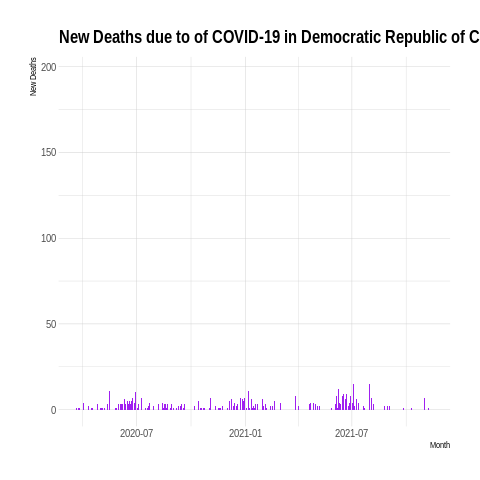 New Deaths due to of COVID-19 in Democratic Republic of C
New Deaths
200
150
100
50
0
2020-07
2021-01
2021-07
Month